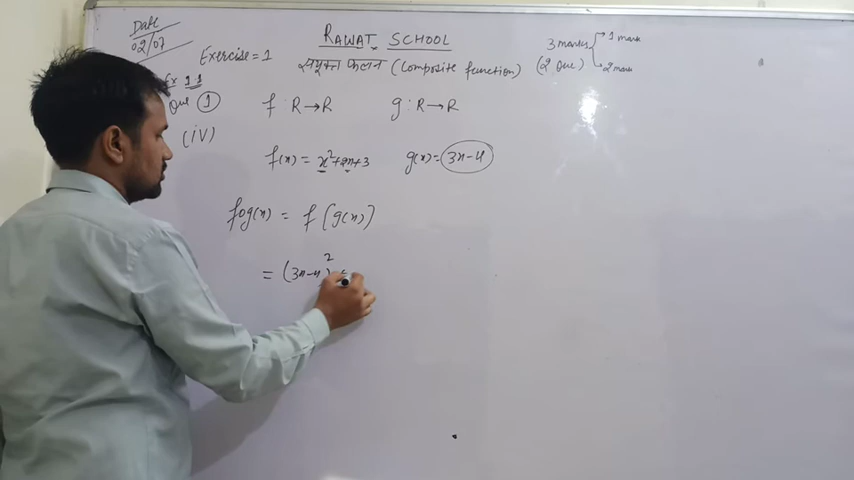 Date
02/07
RAWAT SCHOOL
Exercise = 1
संयुक्त फलन (Composite function)
3 marks
1 mark
(2 Que)
2 mark
Ex 1.1
Que 1
f : R→R g : R→R
(iv)
f(x) = x²+2x+3 g(x)= 3x-4
fog(x) = f(g(x))
= (3x-4)²